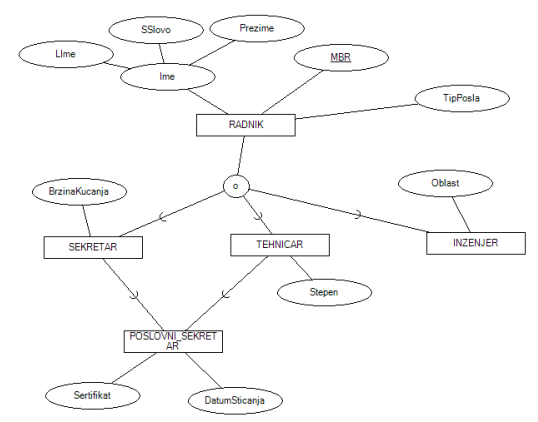 SSlovo
Prezime
LIme
Ime
MBR
TipPosla
RADNIK
o
BrzinaKucanja
Oblast
SEKRETAR
TEHNICAR
INZENJER
Stepen
POSLOVNI_SEKRET
AR
Sertifikat
DatumSticanja